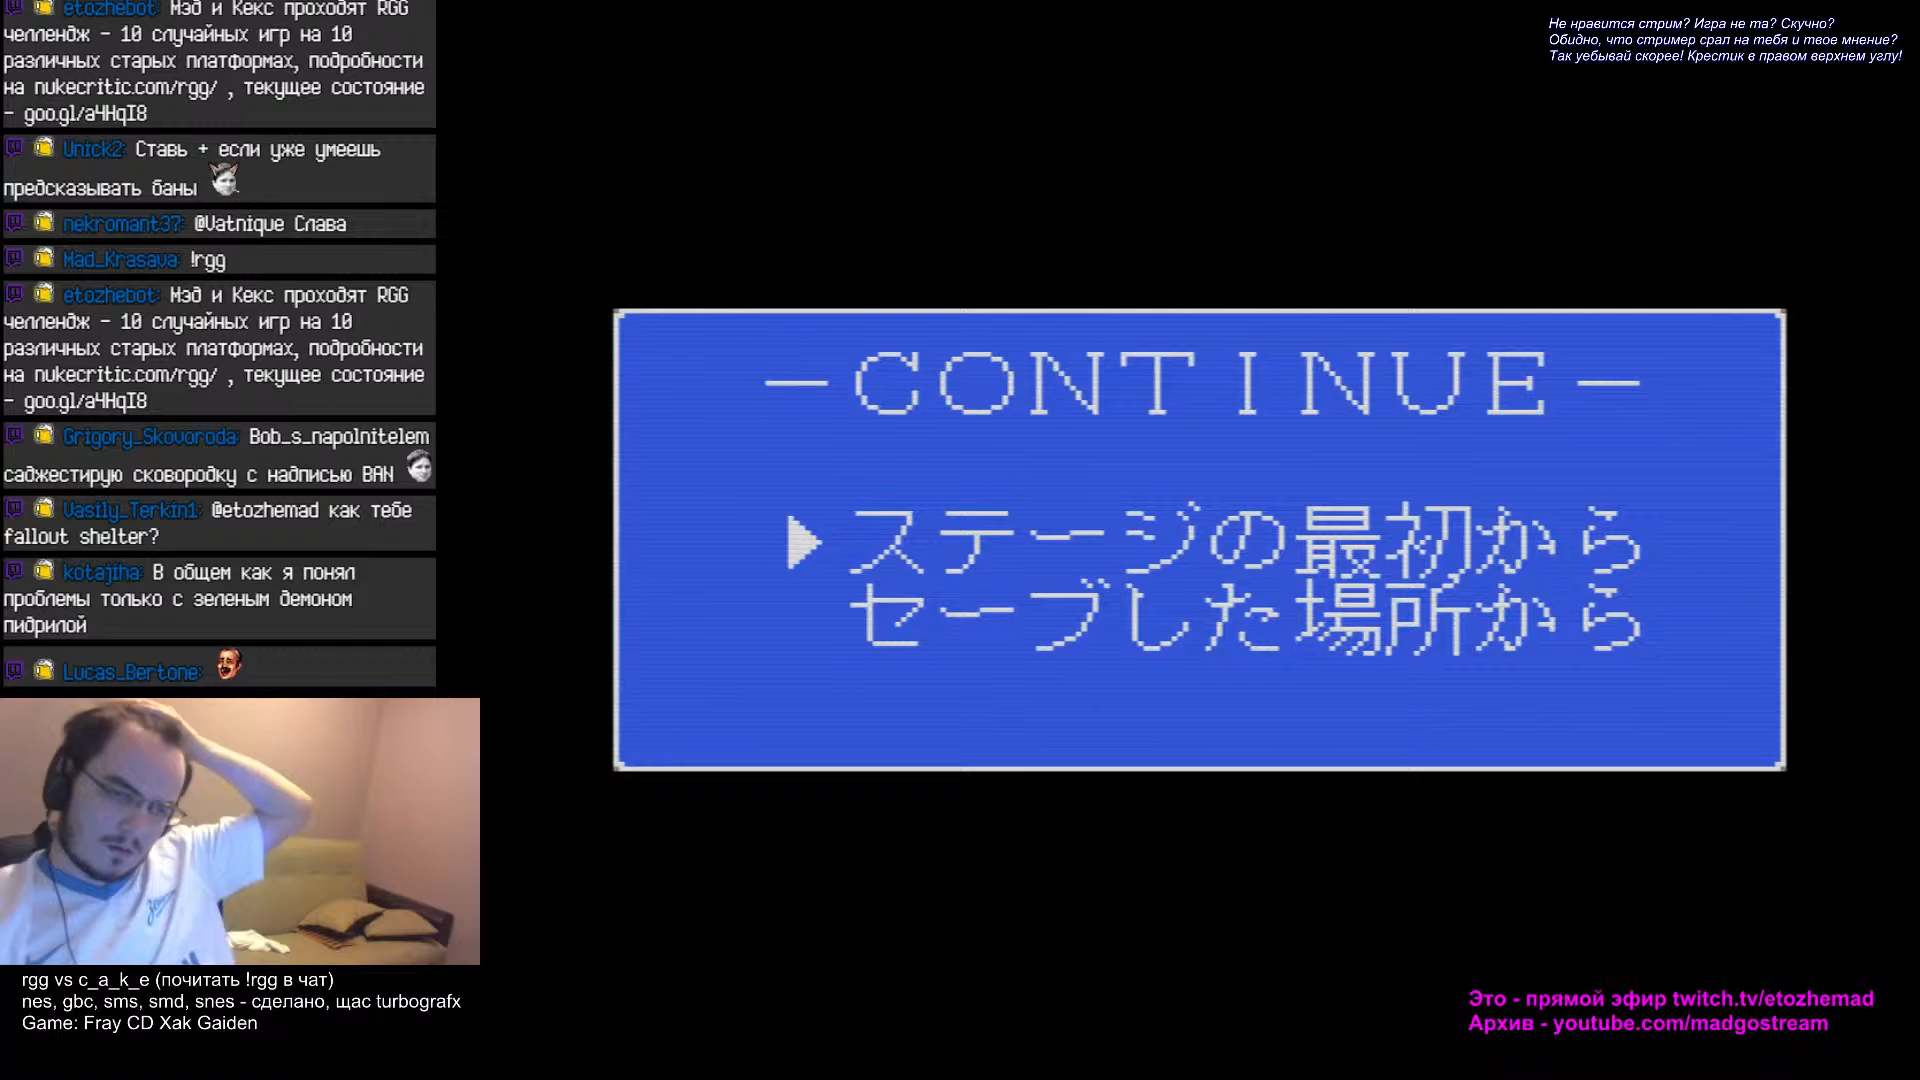 etozhebot: Мэд и Кекс проходят RGG
челлендж - 10 случайных игр на 10
различных старых платформах, подробности
на nukecritic.com/rgg/ , текущее состояние
- goo.gl/a4HqI8
Unick2: Ставь + если уже умеешь
предсказывать баны
nekromant37: @Vatnique Слава
Mad_Krasava: !rgg
etozhebot: Мэд и Кекс проходят RGG
челлендж - 10 случайных игр на 10
различных старых платформах, подробности
на nukecritic.com/rgg/ , текущее состояние
- goo.gl/a4HqI8
Grigory_Skovoroda: Bob_s_napolnitelem
саджестирую сковородку с надписью BAN
Vasily_Terkin1: @etozhemad как тебе
fallout shelter?
kotajiha: В общем как я понял
проблемы только с зеленым демоном
пидрилой
Lucas_Bertone:
rgg vs c_a_k_e (почитать !rgg в чат)
nes, gbc, sms, smd, snes - сделано, щас turbografx
Game: Fray CD Xak Gaiden
Не нравится стрим? Игра не та? Скучно?
Обидно, что стример срал на тебя и твое мнение?
Так уебывай скорее! Крестик в правом верхнем углу!
－CONTINUE－
▶ステージの最初から
セーブした場所から
Это - прямой эфир twitch.tv/etozhemad
Архив - youtube.com/madgostream